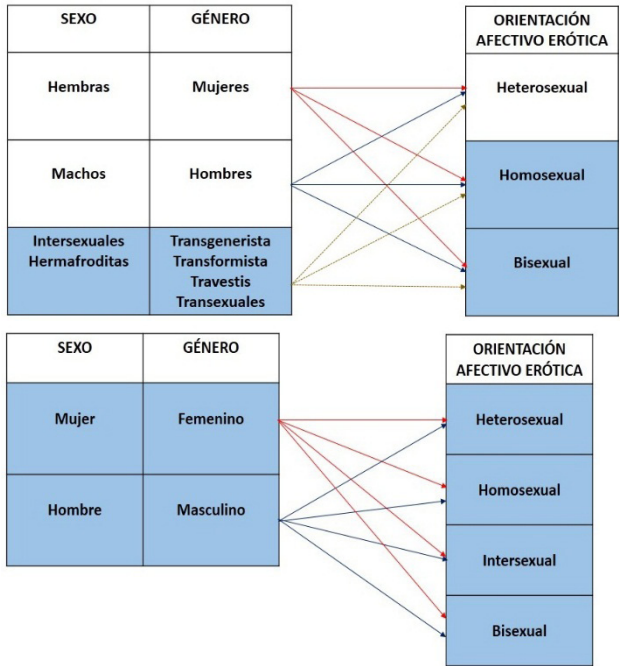 SEXO
GÉNERO
ORIENTACIÓN
AFECTIVO ERÓTICA
Hembras
Mujeres
Heterosexual
Machos
Hombres
Homosexual
Intersexuales
Hermafroditas
Transgenerista
Transformista
Travestis
Transexuales
Bisexual
SEXO
GÉNERO
ORIENTACIÓN
AFECTIVO ERÓTICA
Mujer
Femenino
Heterosexual
Homosexual
Hombre
Masculino
Intersexual
Bisexual